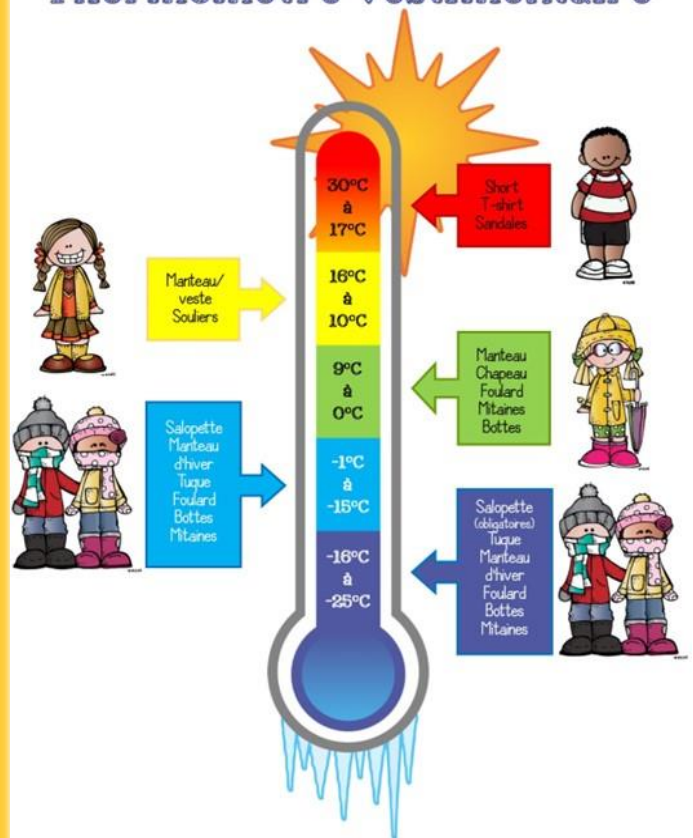 Thermomètre vestimentaire
30°C
à
17°C
Short
T-shirt
Sandales
Manteau/
veste
Souliers
16°C
à
10°C
9°C
à
0°C
Manteau
Chapeau
Foulard
Mitaines
Bottes
Salopette
Manteau
d'hiver
Tuque
Foulard
Bottes
Mitaines
-1°C
à
-15°C
-16°C
à
-25°C
Salopette
(obligatoires)
Tuque
Manteau
d'hiver
Foulard
Bottes
Mitaines